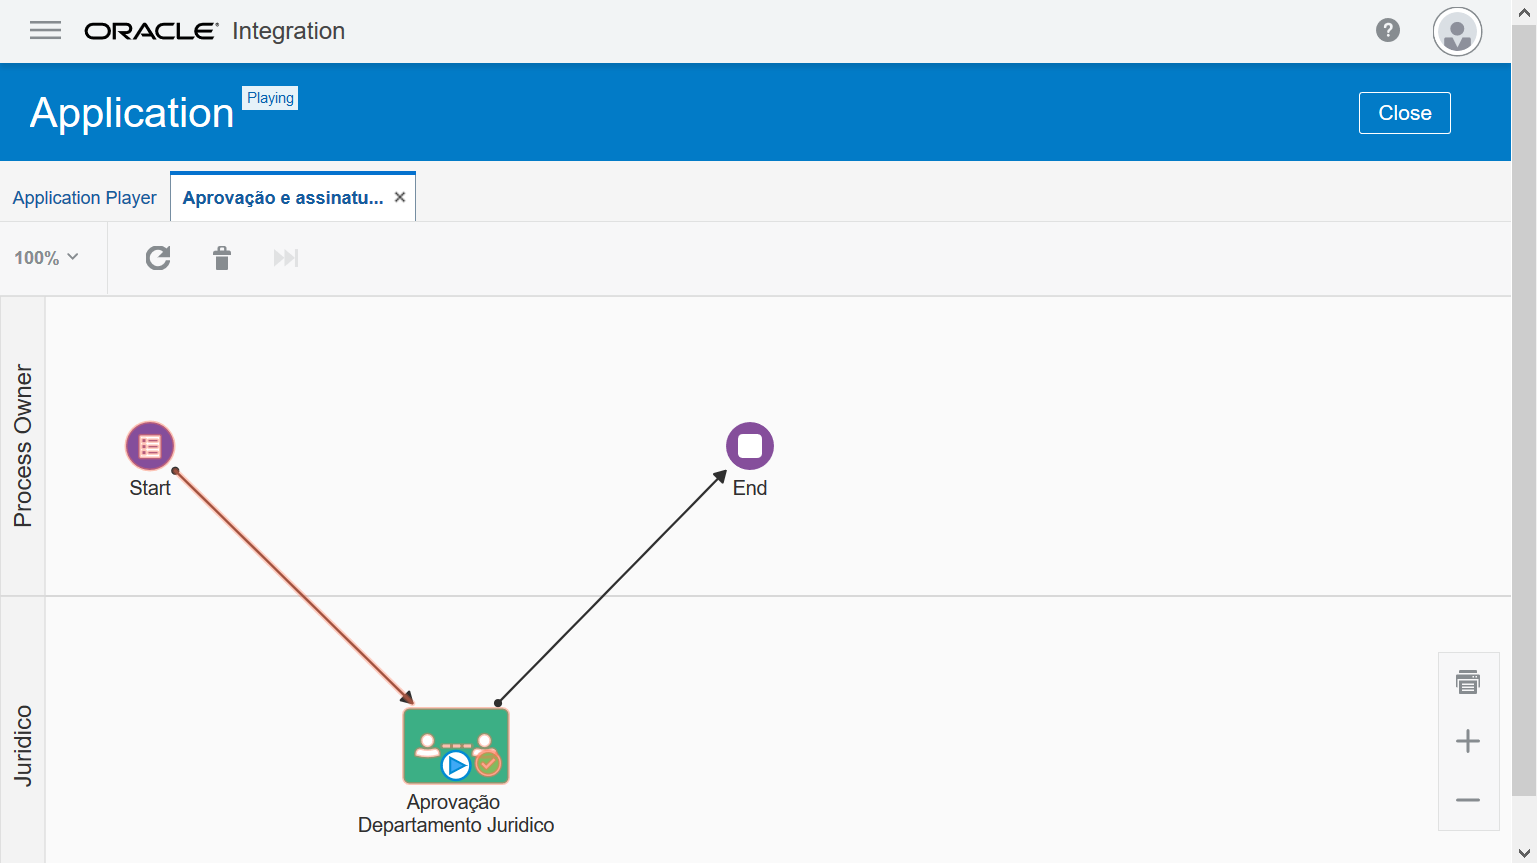 ORACLE Integration
Application Playing
Close
Application Player
Aprovação e assinatu...
100%
Process Owner
Start
End
Juridico
Aprovação
Departamento Juridico